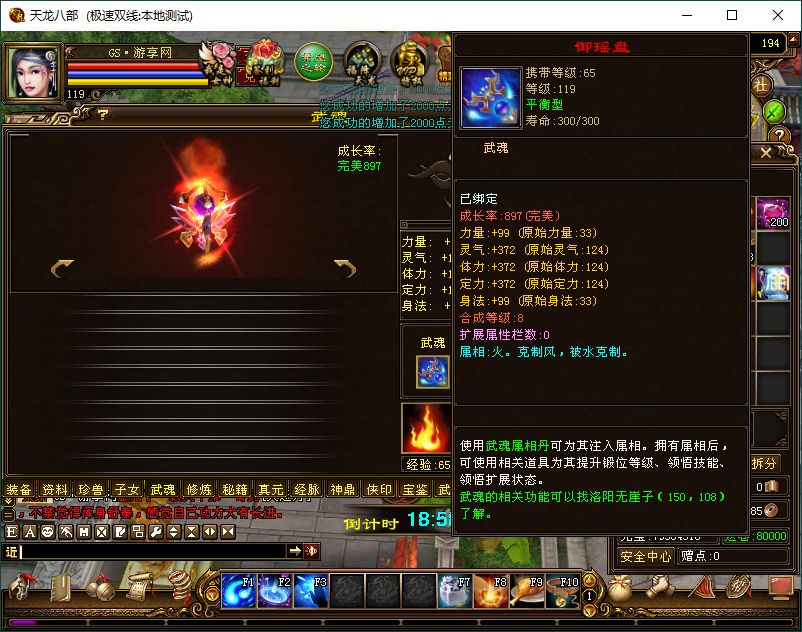 天龙八部 (极速双线:本地测试)
GS·游享网
119
您成功的增加了2000点
您成功的增加了2000点
武魂
成长率:
完美897
力量: +
灵气: +
体力: +
定力: +
身法: +
武魂
经验:65
御瑶盘
携带等级:65
等级:119
平衡型
寿命:300/300
武魂
已绑定
成长率:897(完美)
力量:+99 (原始力量:33)
灵气:+372 (原始灵气:124)
体力:+372 (原始体力:124)
定力:+372 (原始定力:124)
身法:+99 (原始身法:33)
合成等级:8
扩展属性栏数:0
属相:火。克制风，被水克制。
使用武魂属相丹可为其注入属相。拥有属相后，
可使用相关道具为其提升锻位等级、领悟技能、
领悟扩展状态。
武魂的相关功能可以找洛阳无崖子（150，108）
了解。
194
社
200
拆分
装备 资料 珍兽 子女 武魂 修炼 秘籍 真元 经脉 神鼎 侠印 宝鉴 武
倒计时 18:5
近
安全中心 赠点:0
:80000
F1 F2 F3 F7 F8 F9 F10
1